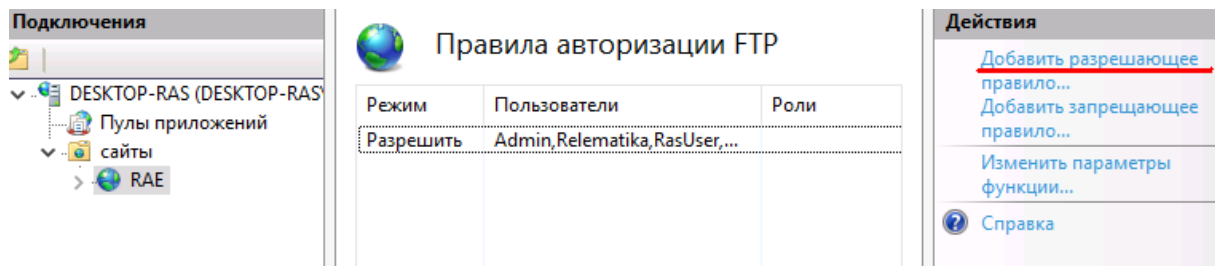 Подключения
DESKTOP-RAS (DESKTOP-RAS\
Пулы приложений
сайты
RAE
Правила авторизации FTP
Режим Пользователи Роли
Разрешить Admin,Relematika,RasUser,...
Действия
Добавить разрешающее
правило...
Добавить запрещающее
правило...
Изменить параметры
функции...
Справка